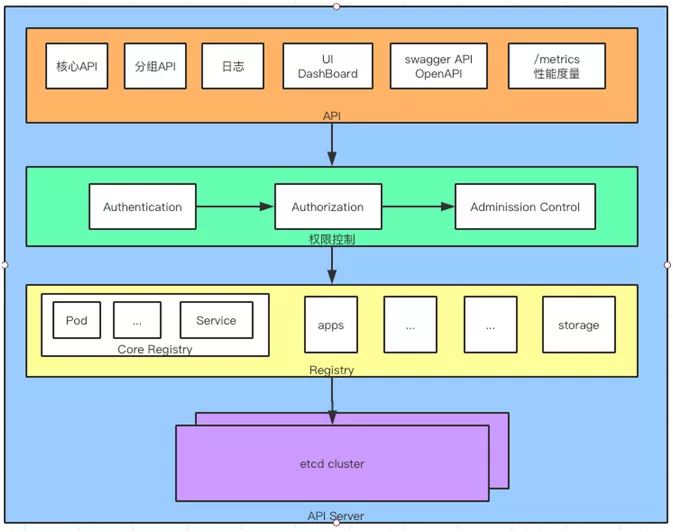 核心API
分组API
日志
UI
DashBoard
swagger API
OpenAPI
/metrics
性能度量
API
Authentication
Authorization
Adminission Control
权限控制
Pod
...
Service
Core Registry
apps
...
...
storage
Registry
etcd cluster
API Server